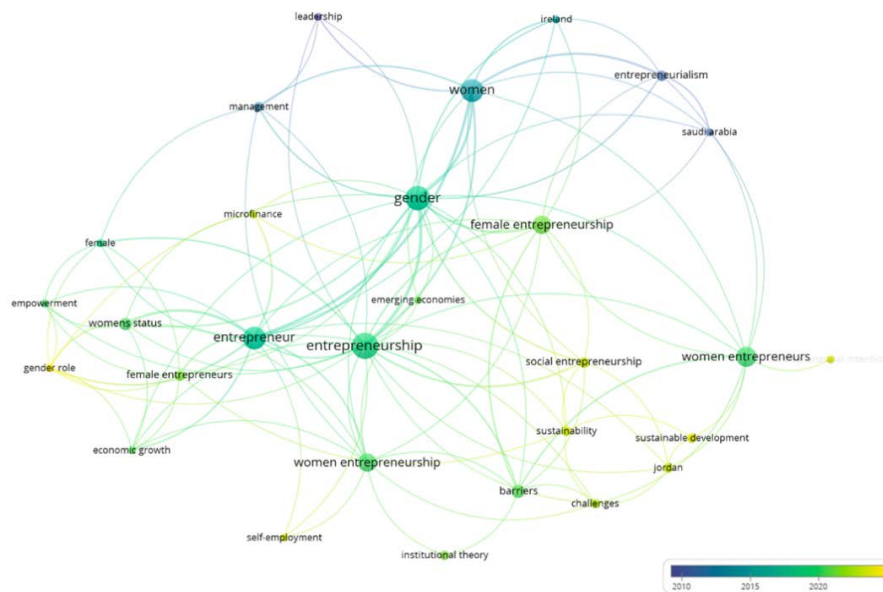 leadership
ireland
entrepreneurialism
women
management
saudi arabia
gender
microfinance
female entrepreneurship
female
emerging economies
empowerment
womens status
entrepreneur
entrepreneurship
women entrepreneurs
social entrepreneurship
gender role
female entrepreneurs
sustainability
sustainable development
economic growth
women entrepreneurship
jordan
barriers
challenges
self-employment
institutional theory
2010 2015 2020